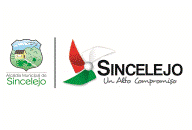 Alcaldía Municipal de
Sincelejo
SINCELEJO
Un Alto Compromiso